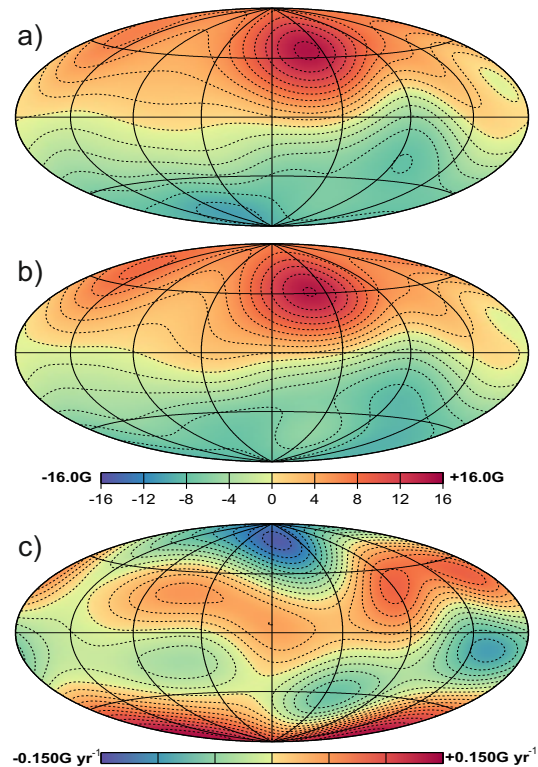 a)
b)
-16.0G +16.0G
-16 -12 -8 -4 0 4 8 12 16
c)
-0.150G yr⁻¹ +0.150G yr⁻¹